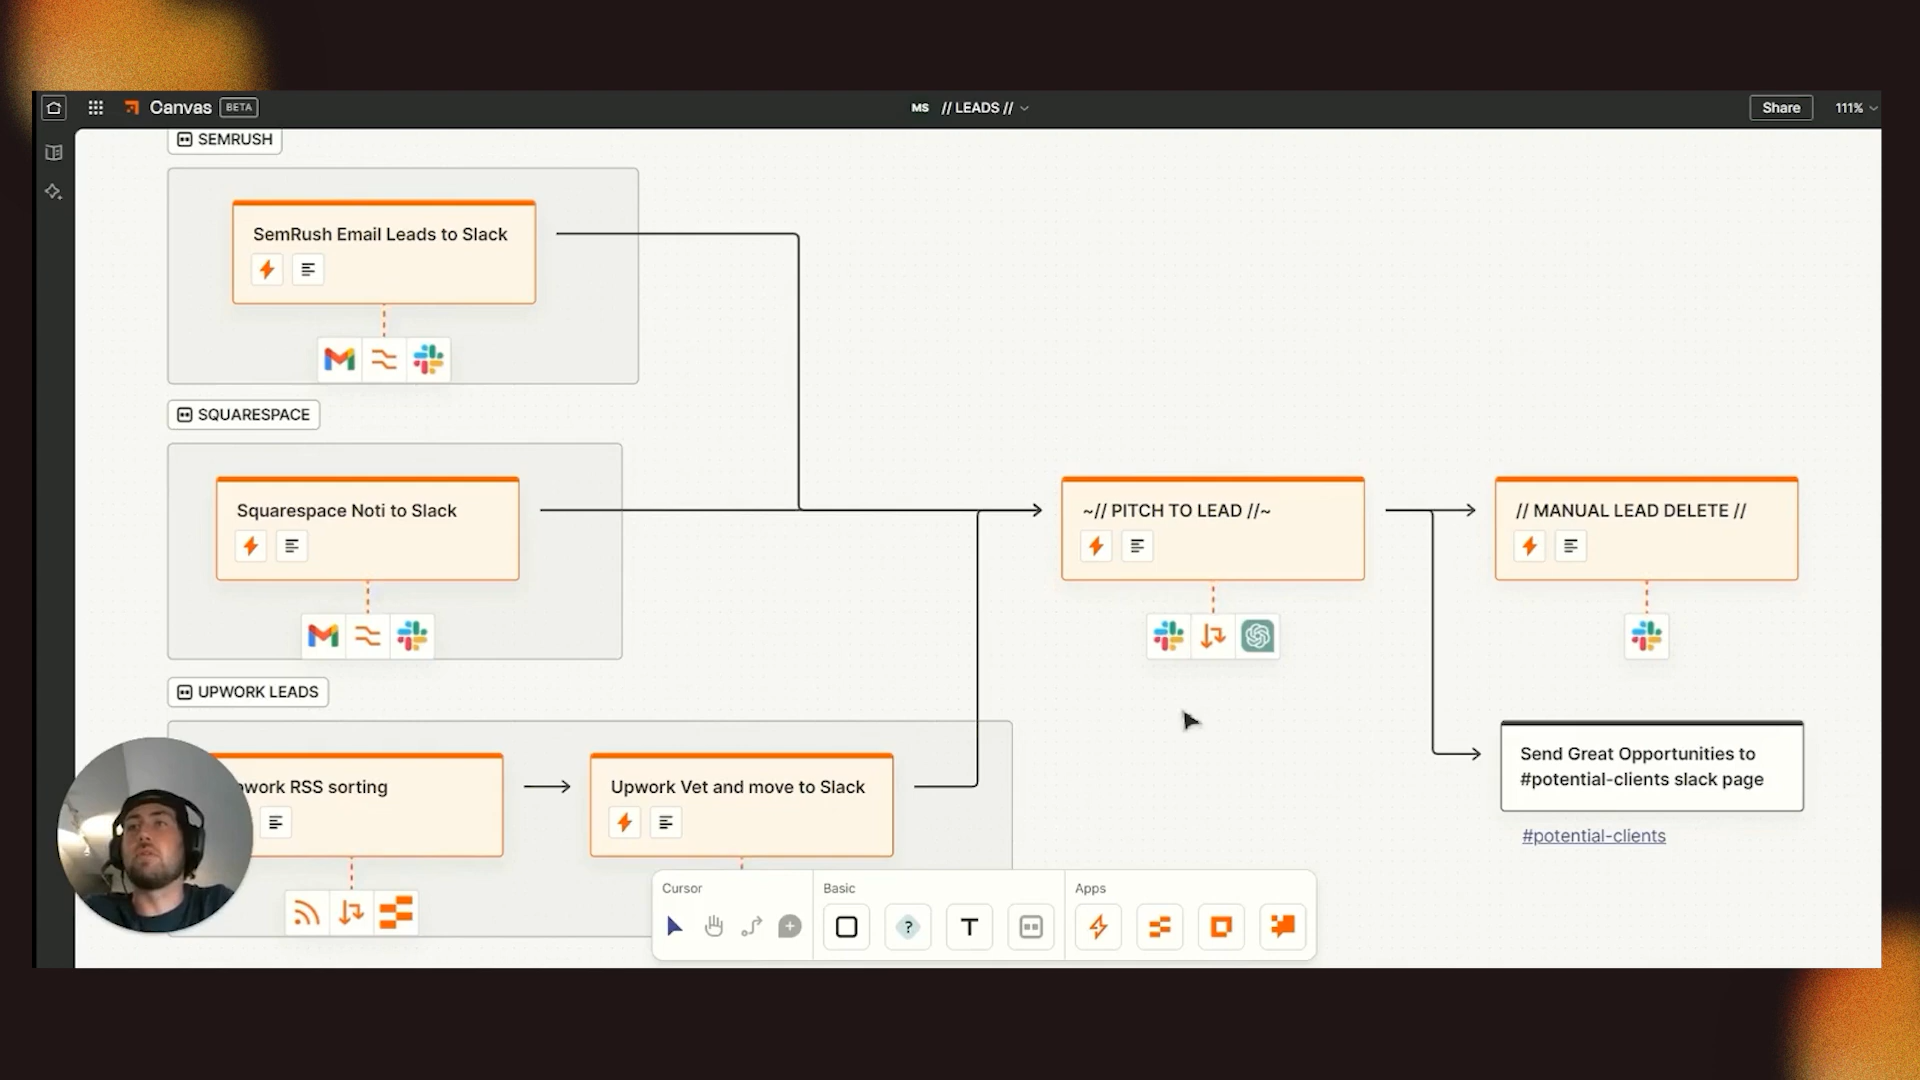 Canvas BETA
MS // LEADS //
Share
111%
SEMRUSH
SemRush Email Leads to Slack
SQUARESPACE
Squarespace Noti to Slack
~// PITCH TO LEAD //~
// MANUAL LEAD DELETE //
UPWORK LEADS
work RSS sorting
Upwork Vet and move to Slack
Send Great Opportunities to
#potential-clients slack page
#potential-clients
Cursor
Basic
Apps
?
T